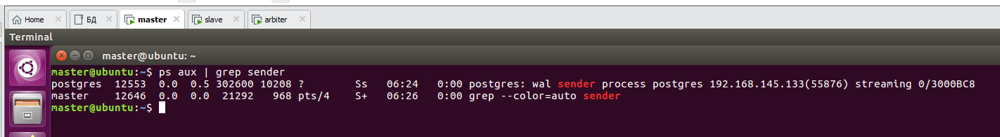 Home БД master slave arbiter
Terminal
master@ubuntu: ~
master@ubuntu:~$ ps aux | grep sender
postgres  12553  0.0  0.5 302600 10208 ?        Ss   06:24   0:00 postgres: wal sender process postgres 192.168.145.133(55876) streaming 0/3000BC8
master    12646  0.0  0.0  21292   968 pts/4    S+   06:26   0:00 grep --color=auto sender
master@ubuntu:~$